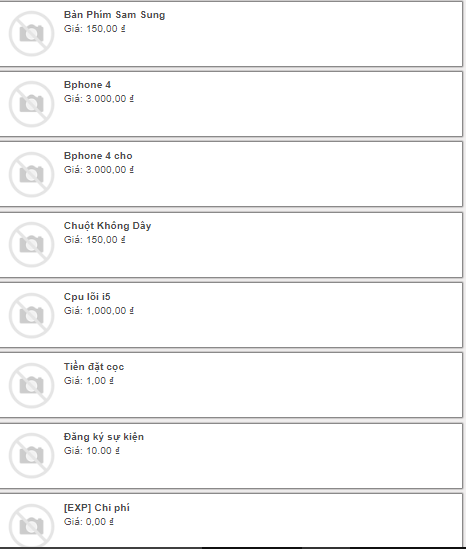 Bàn Phím Sam Sung
Giá: 150,00 ₫
Bphone 4
Giá: 3.000,00 ₫
Bphone 4 cho
Giá: 3.000,00 ₫
Chuột Không Dây
Giá: 150,00 ₫
Cpu lõi i5
Giá: 1,000,00 ₫
Tiền đặt cọc
Giá: 1,00 ₫
Đăng ký sự kiện
Giá: 10.00 ₫
[EXP] Chi phí
Giá: 0,00 ₫